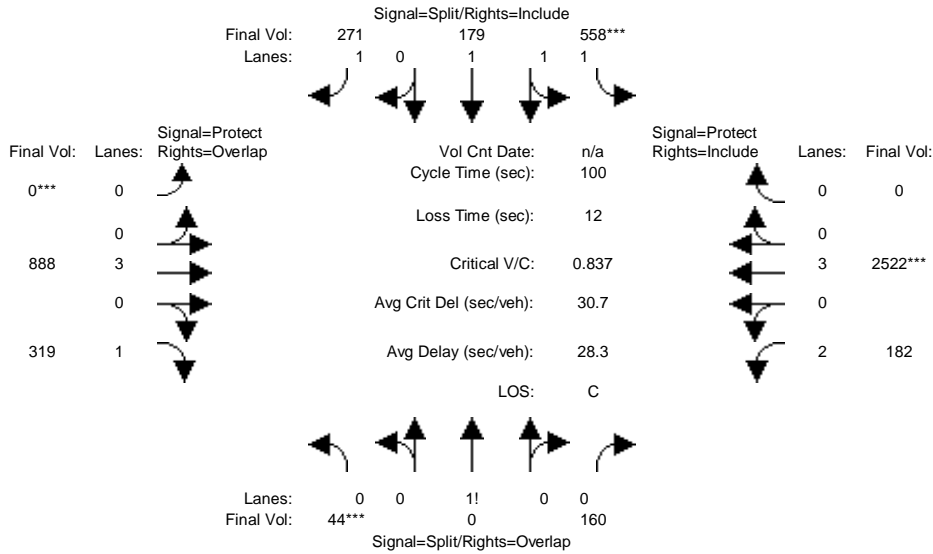 Signal=Split/Rights=Include
Final Vol: 271 179 558***
Lanes: 1 0 1 1 1
Signal=Protect Signal=Protect
Final Vol: Lanes: Rights=Overlap Vol Cnt Date: n/a Rights=Include Lanes: Final Vol:
Cycle Time (sec): 100
0*** 0 0 0
Loss Time (sec): 12
0 0
888 3 Critical V/C: 0.837 3 2522***
0 Avg Crit Del (sec/veh): 30.7 0
319 1 Avg Delay (sec/veh): 28.3 2 182
LOS: C
Lanes: 0 0 1! 0 0
Final Vol: 44*** 0 160
Signal=Split/Rights=Overlap